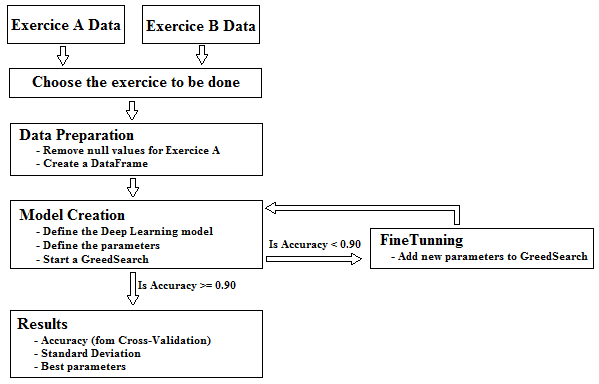 Exercice A Data
Exercice B Data
Choose the exercice to be done
Data Preparation
- Remove null values for Exercice A
- Create a DataFrame
Model Creation
- Define the Deep Learning model
- Define the parameters
- Start a GreedSearch
Is Accuracy < 0.90
FineTunning
- Add new parameters to GreedSearch
Is Accuracy >= 0.90
Results
- Accuracy (fom Cross-Validation)
- Standard Deviation
- Best parameters